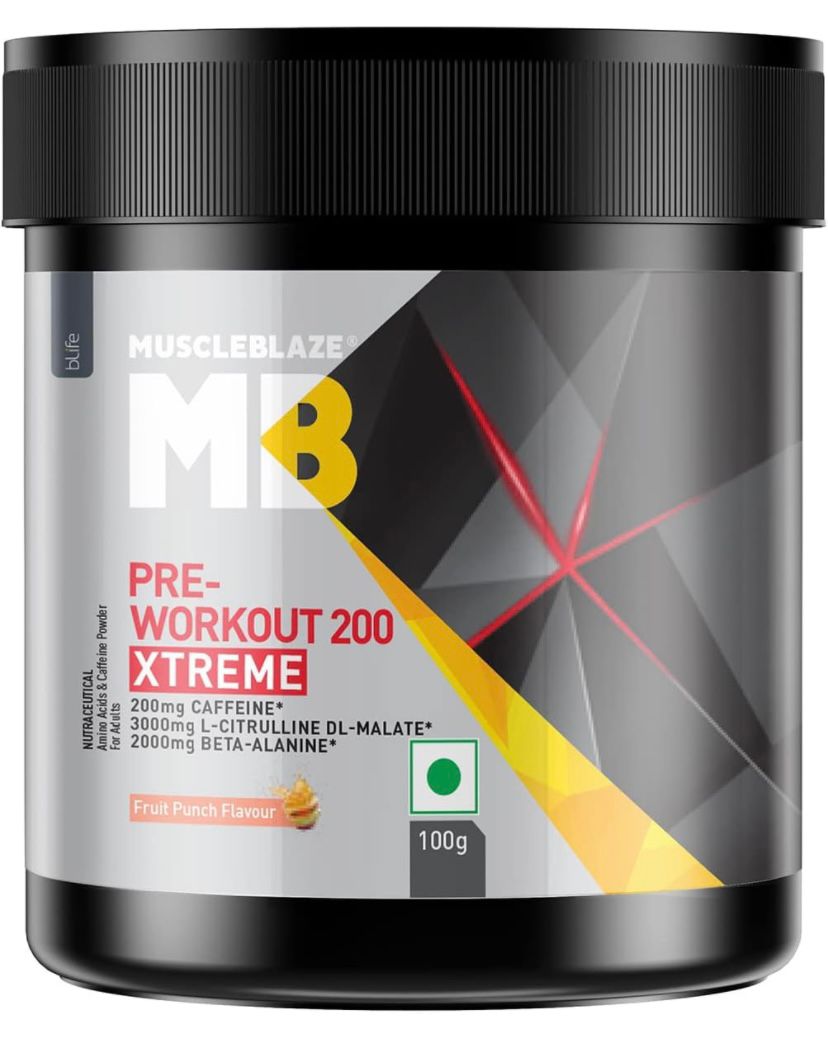 bLife
MUSCLEBLAZE®
MB
PRE-
WORKOUT 200
XTREME
200mg CAFFEINE*
3000mg L-CITRULLINE DL-MALATE*
2000mg BETA-ALANINE*
NUTRACEUTICAL
Amino Acids & Caffeine Powder
For Adults
Fruit Punch Flavour
100g